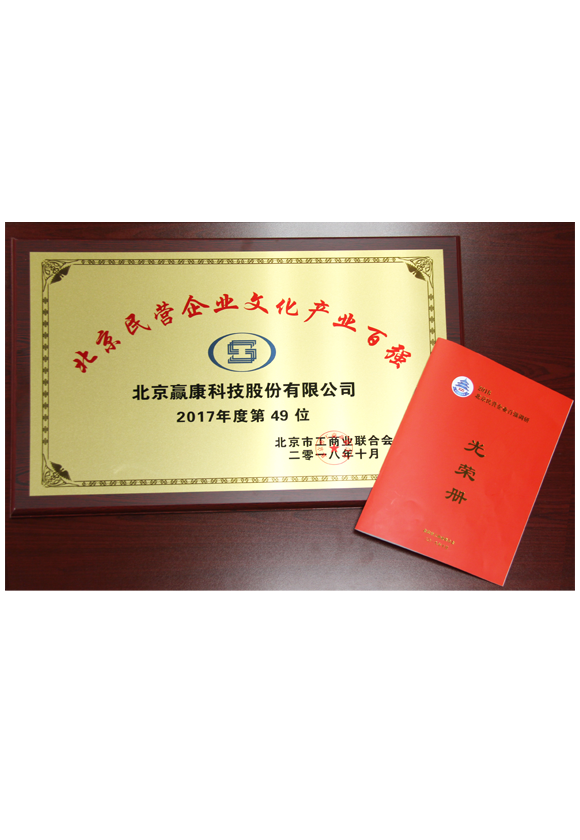 北京民营企业文化产业百强
北京赢康科技股份有限公司
2017年度第 49 位
北京市工商业联合会
二零一八年十月
光荣册